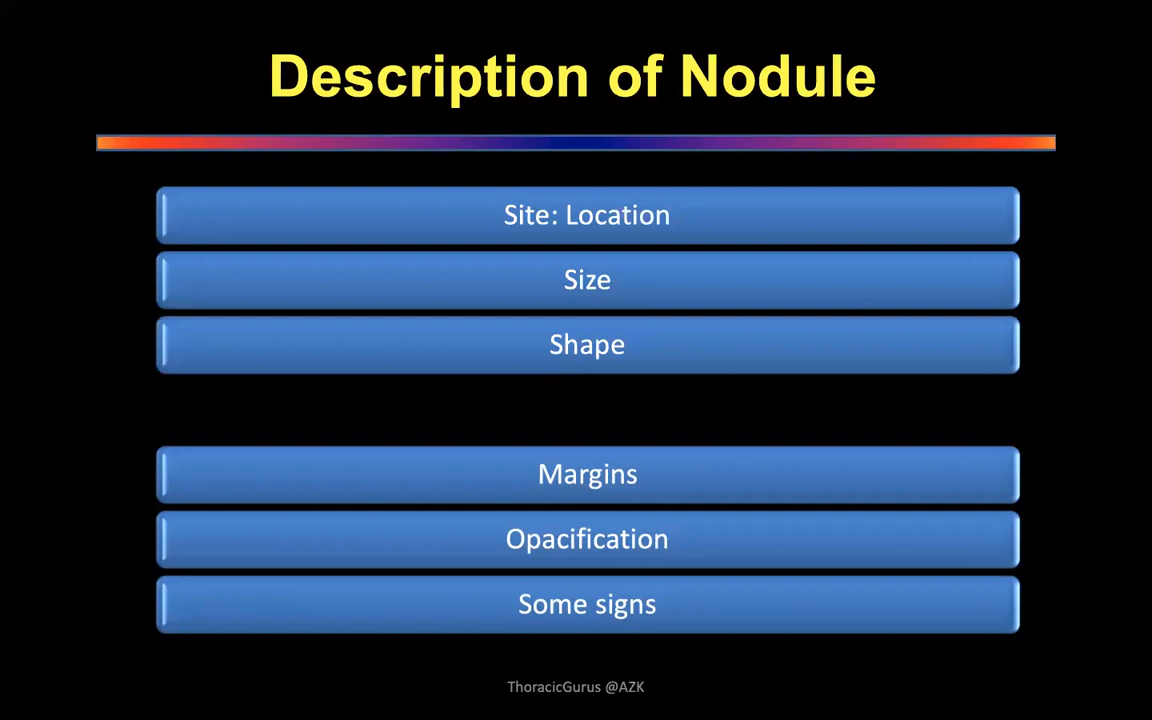 Description of Nodule
Site: Location
Size
Shape
Margins
Opacification
Some signs
ThoracicGurus @AZK